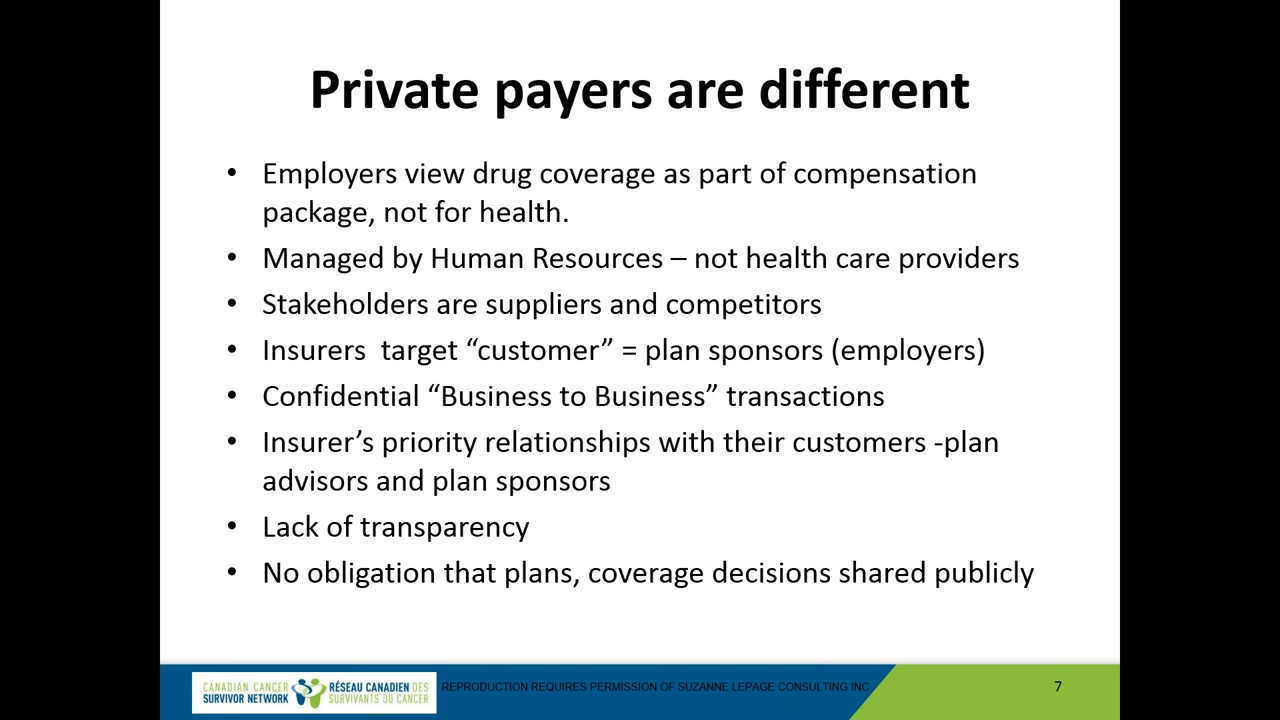 Private payers are different
• Employers view drug coverage as part of compensation
package, not for health.
• Managed by Human Resources – not health care providers
• Stakeholders are suppliers and competitors
• Insurers  target “customer” = plan sponsors (employers)
• Confidential “Business to Business” transactions
• Insurer’s priority relationships with their customers -plan
advisors and plan sponsors
• Lack of transparency
• No obligation that plans, coverage decisions shared publicly
CANADIAN CANCER
SURVIVOR NETWORK
RÉSEAU CANADIEN DES
SURVIVANTS DU CANCER
REPRODUCTION REQUIRES PERMISSION OF SUZANNE LEPAGE CONSULTING INC.
7